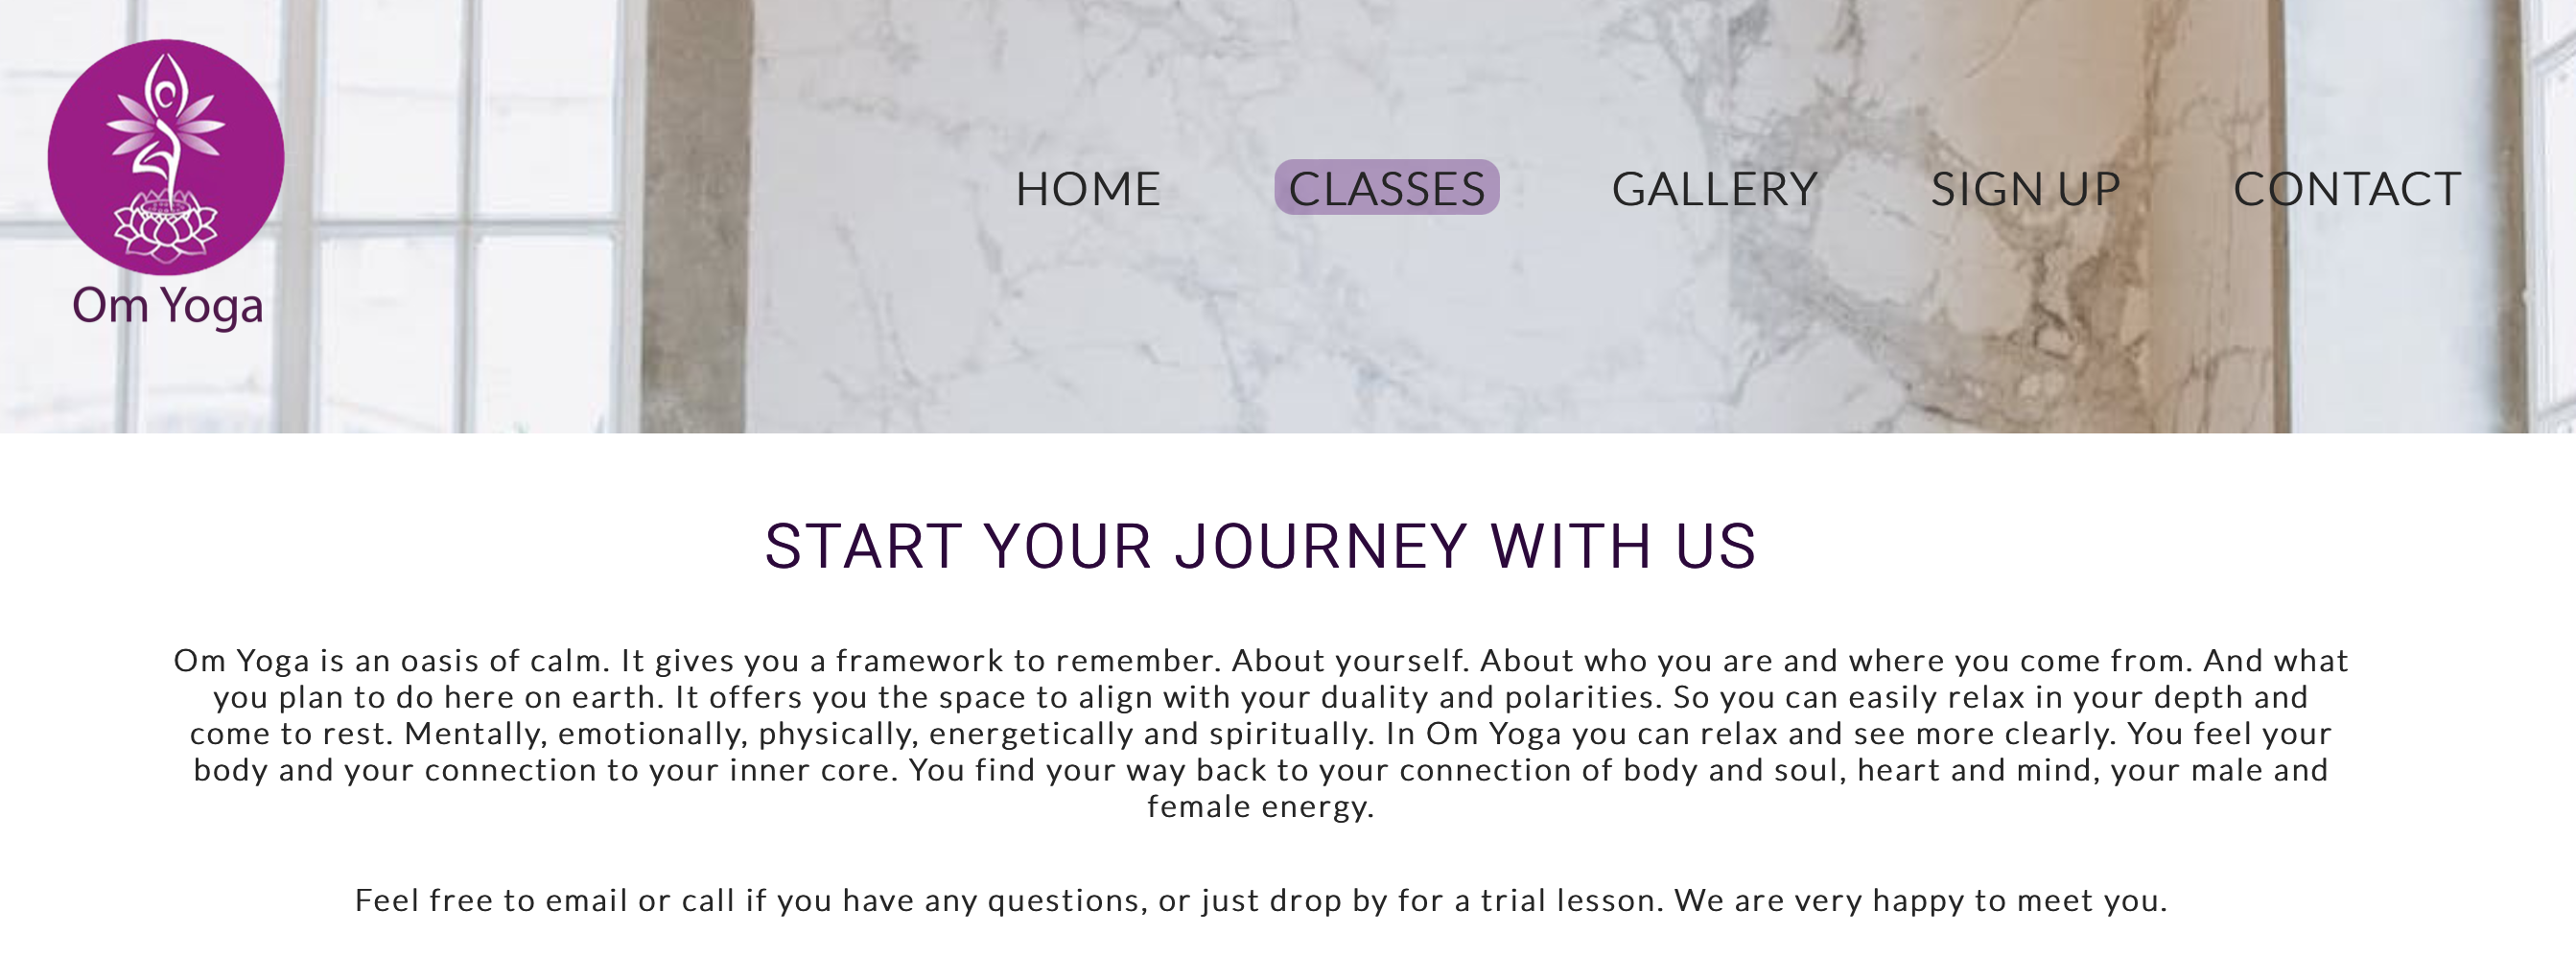 Om Yoga
HOME CLASSES GALLERY SIGN UP CONTACT
START YOUR JOURNEY WITH US
Om Yoga is an oasis of calm. It gives you a framework to remember. About yourself. About who you are and where you come from. And what
you plan to do here on earth. It offers you the space to align with your duality and polarities. So you can easily relax in your depth and
come to rest. Mentally, emotionally, physically, energetically and spiritually. In Om Yoga you can relax and see more clearly. You feel your
body and your connection to your inner core. You find your way back to your connection of body and soul, heart and mind, your male and
female energy.
Feel free to email or call if you have any questions, or just drop by for a trial lesson. We are very happy to meet you.